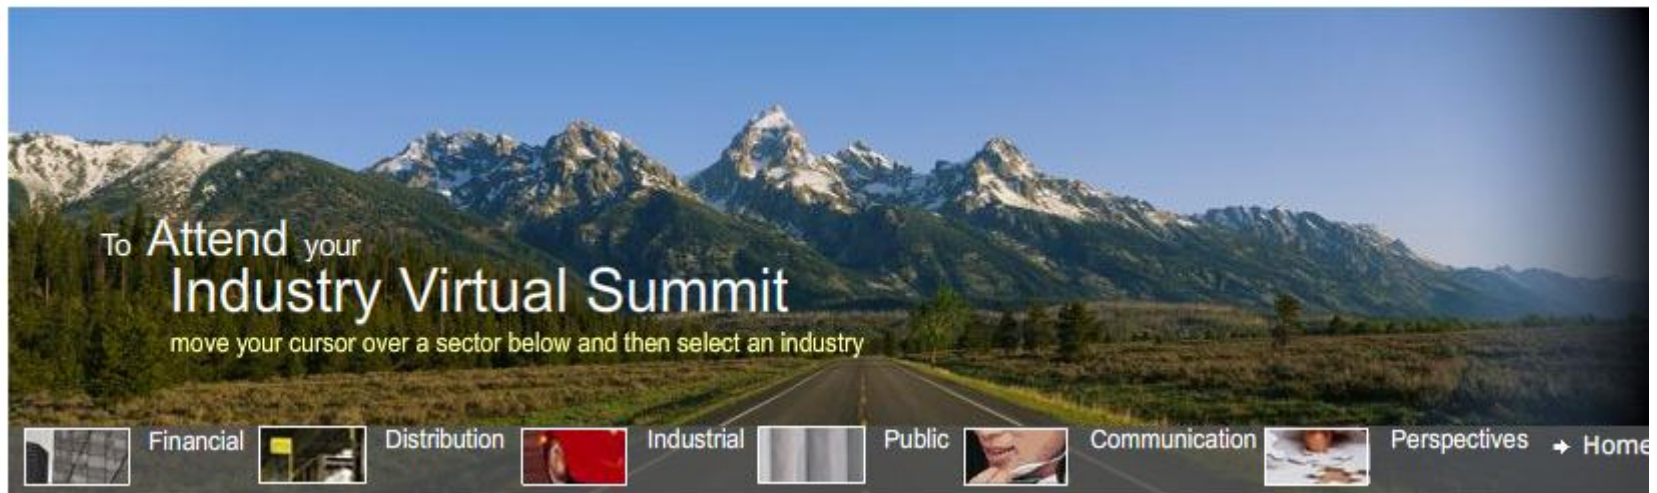 To Attend your
Industry Virtual Summit
move your cursor over a sector below and then select an industry
Financial Distribution Industrial Public Communication Perspectives Home